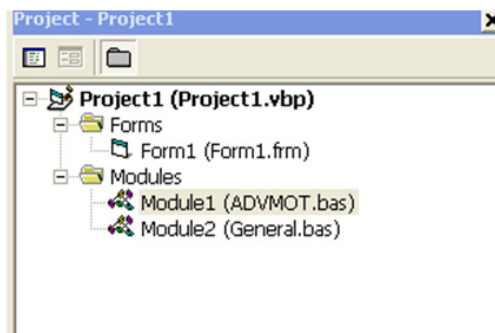 Project - Project1
Project1 (Project1.vbp)
Forms
Form1 (Form1.frm)
Modules
Module1 (ADVMOT.bas)
Module2 (General.bas)